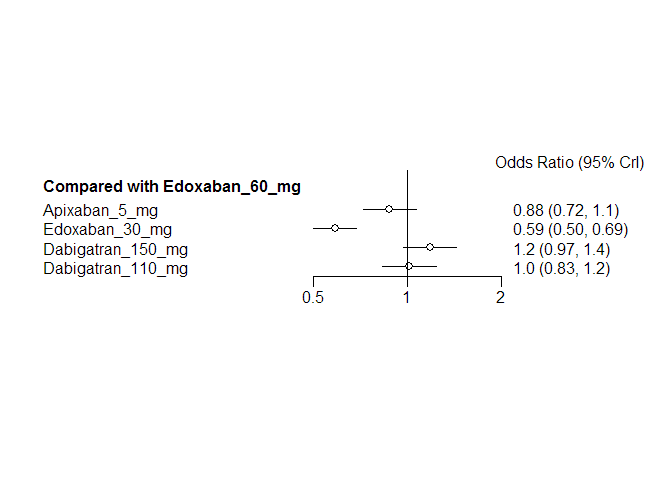 Odds Ratio (95% CrI)
Compared with Edoxaban_60_mg
Apixaban_5_mg 0.88 (0.72, 1.1)
Edoxaban_30_mg 0.59 (0.50, 0.69)
Dabigatran_150_mg 1.2 (0.97, 1.4)
Dabigatran_110_mg 1.0 (0.83, 1.2)
0.5 1 2